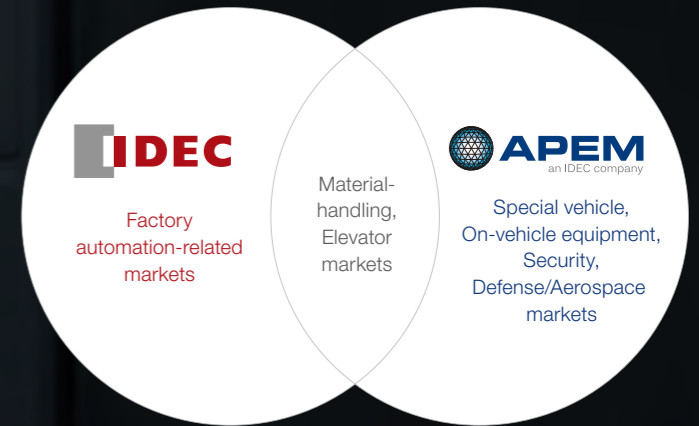 IDEC
Factory
automation-related
markets
Material-
handling,
Elevator
markets
APEM
an IDEC company
Special vehicle,
On-vehicle equipment,
Security,
Defense/Aerospace
markets